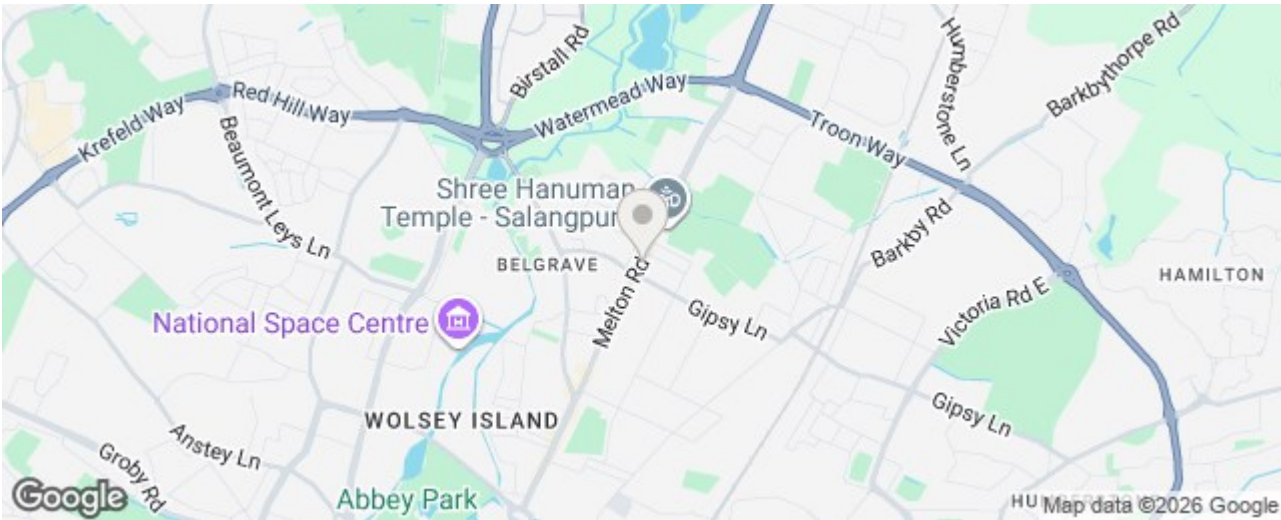 Birstall Rd
Humberstone Ln
Barkbythorpe Rd
Krefeld Way
Red Hill Way
Watermead Way
Troon Way
Beaumont Leys Ln
Shree Hanuman
Temple - Salangpur
Barkby Rd
BELGRAVE
Melton Rd
HAMILTON
Victoria Rd E
National Space Centre
Gipsy Ln
WOLSEY ISLAND
Gipsy Ln
Anstey Ln
Groby Rd
Abbey Park
Google
Map data ©2026 Google